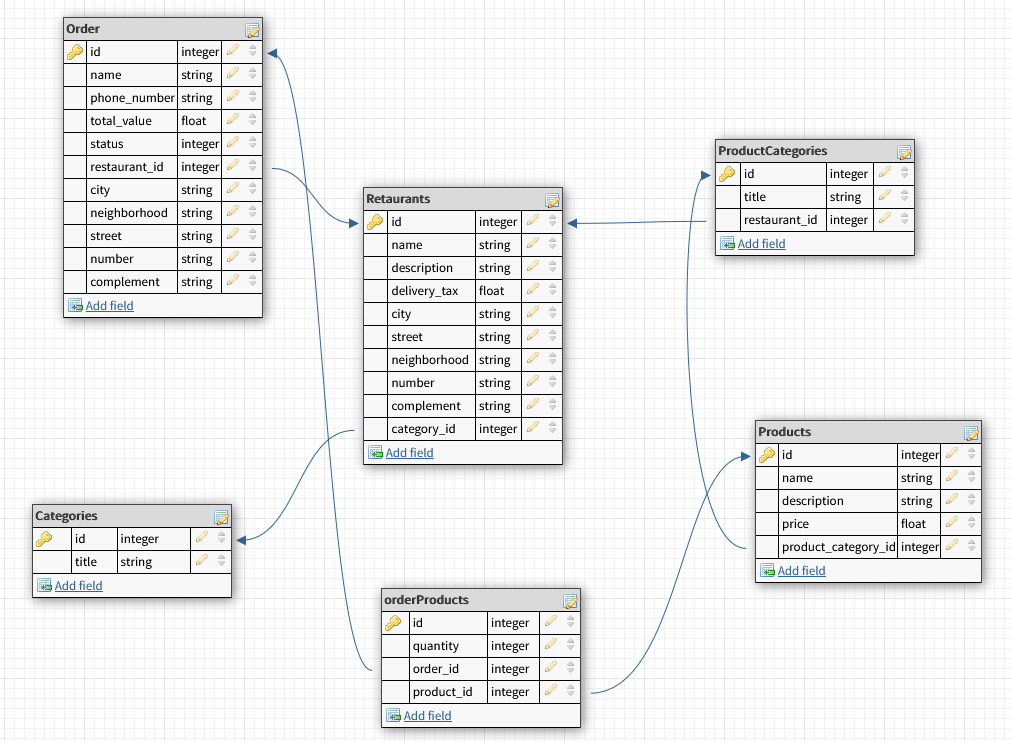 Order
id integer
name string
phone_number string
total_value float
status integer
restaurant_id integer
city string
neighborhood string
street string
number string
complement string
Add field
Retaurants
id integer
name string
description string
delivery_tax float
city string
street string
neighborhood string
number string
complement string
category_id integer
Add field
ProductCategories
id integer
title string
restaurant_id integer
Add field
Products
id integer
name string
description string
price float
product_category_id integer
Add field
Categories
id integer
title string
Add field
orderProducts
id integer
quantity integer
order_id integer
product_id integer
Add field